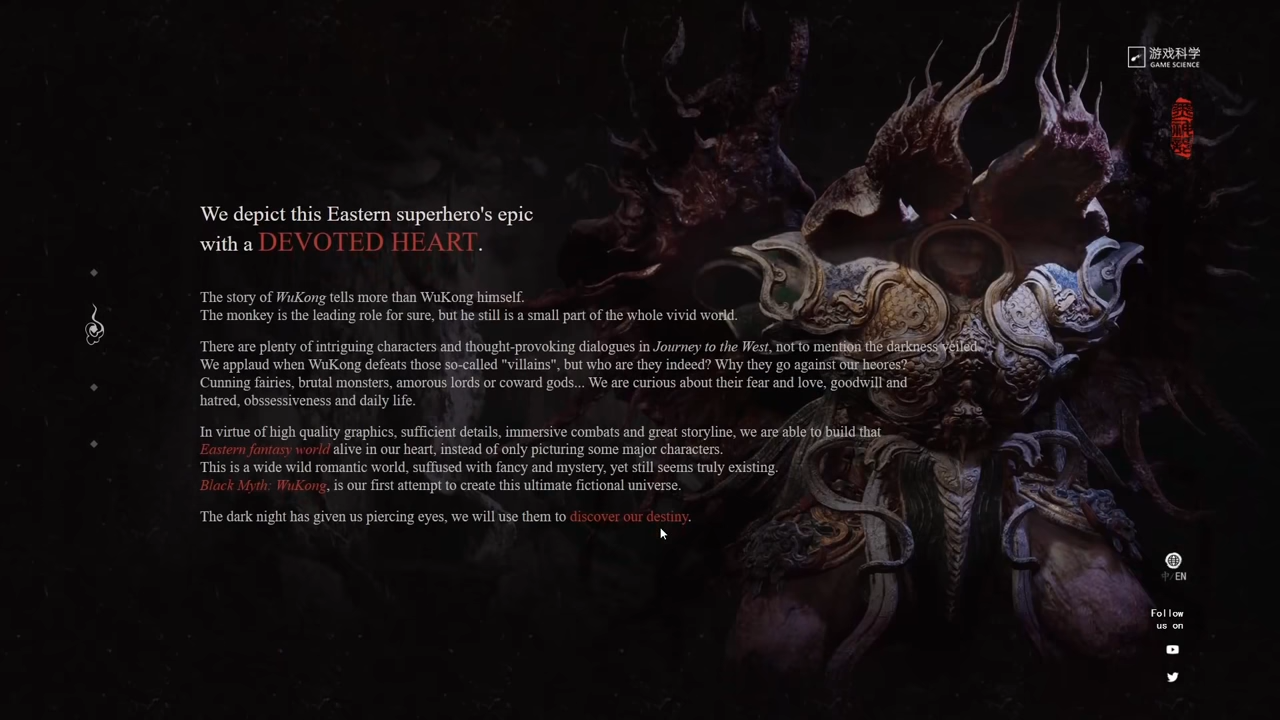 游戏科学
GAME SCIENCE
黑神话
We depict this Eastern superhero's epic
with a DEVOTED HEART.
The story of WuKong tells more than WuKong himself.
The monkey is the leading role for sure, but he still is a small part of the whole vivid world.
There are plenty of intriguing characters and thought-provoking dialogues in Journey to the West, not to mention the darkness veiled.
We applaud when WuKong defeats those so-called "villains", but who are they indeed? Why they go against our heores?
Cunning fairies, brutal monsters, amorous lords or coward gods... We are curious about their fear and love, goodwill and
hatred, obssessiveness and daily life.
In virtue of high quality graphics, sufficient details, immersive combats and great storyline, we are able to build that
Eastern fantasy world alive in our heart, instead of only picturing some major characters.
This is a wide wild romantic world, suffused with fancy and mystery, yet still seems truly existing.
Black Myth: WuKong, is our first attempt to create this ultimate fictional universe.
The dark night has given us piercing eyes, we will use them to discover our destiny.
中/EN
Follow
us on